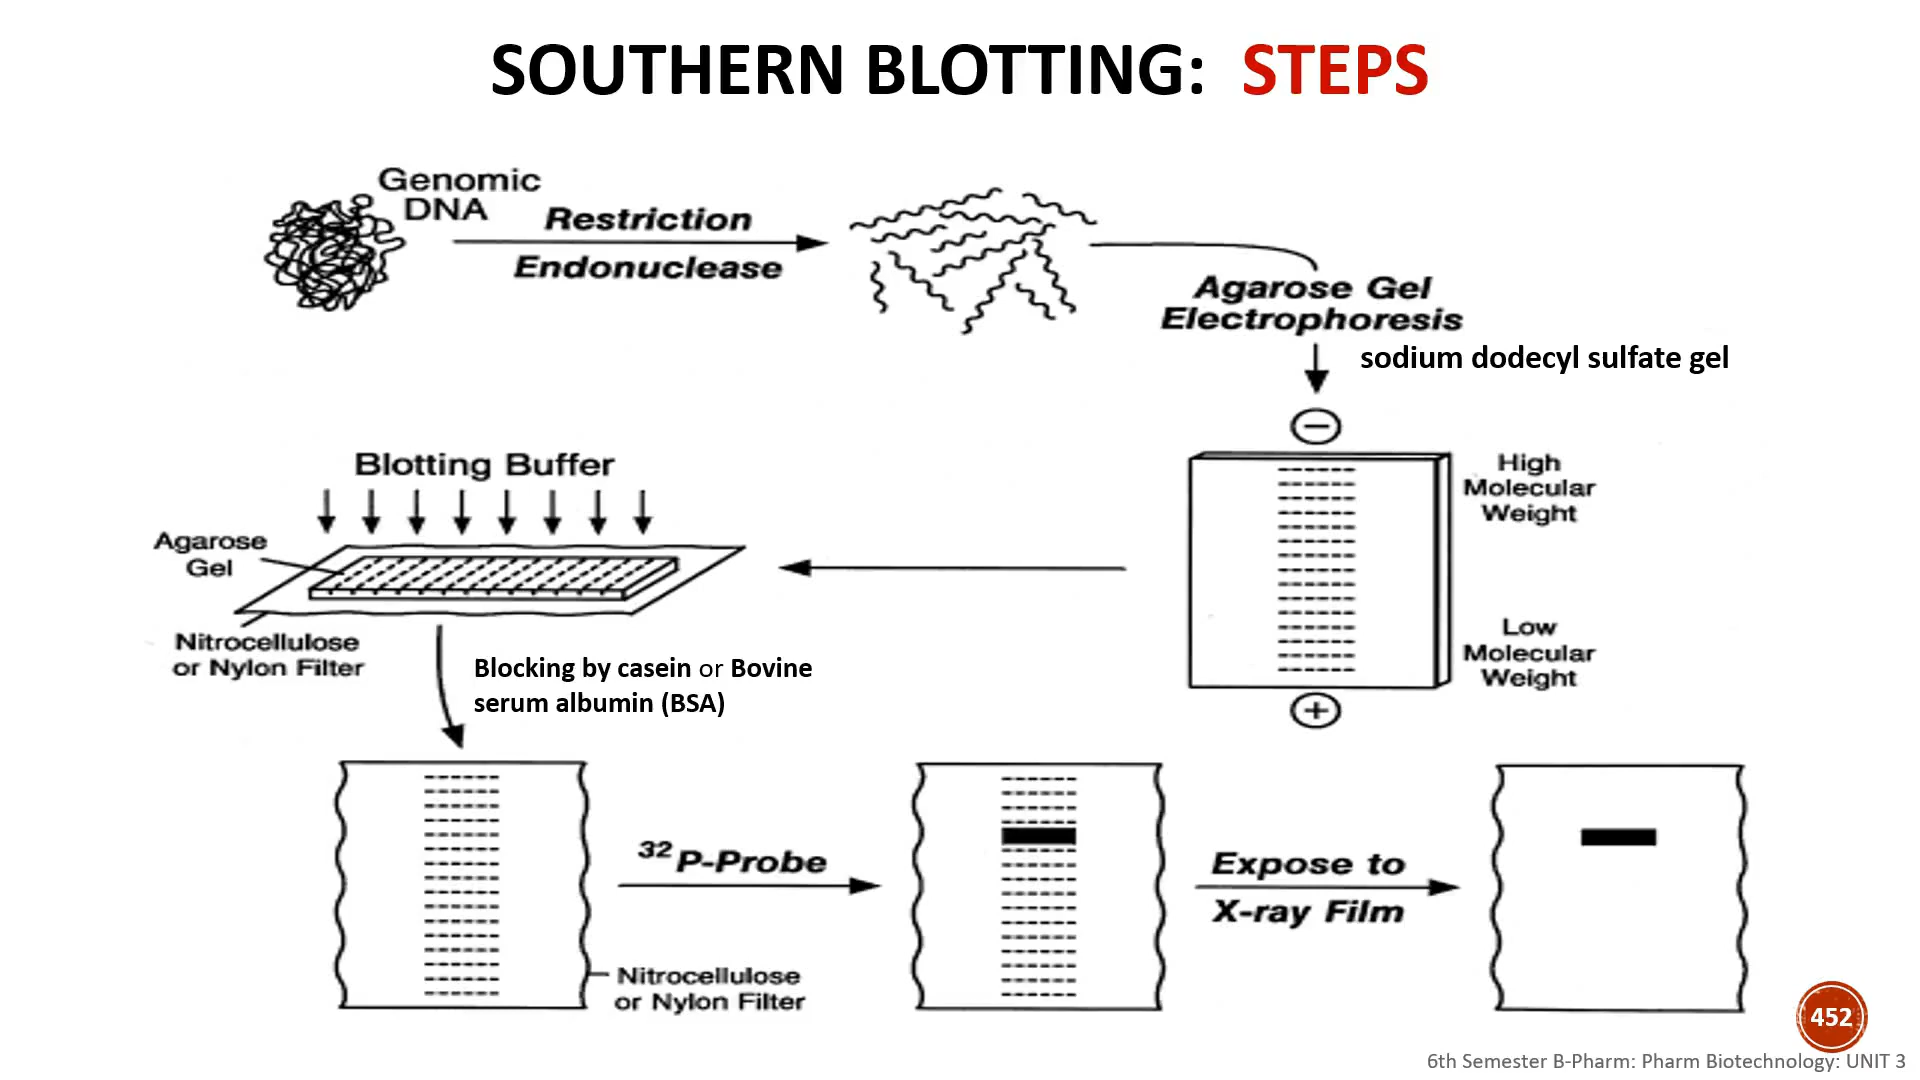 SOUTHERN BLOTTING: STEPS
Genomic
DNA
Restriction
Endonuclease
Agarose Gel
Electrophoresis
sodium dodecyl sulfate gel
−
High
Molecular
Weight
Low
Molecular
Weight
+
Blotting Buffer
Agarose
Gel
Nitrocellulose
or Nylon Filter
Blocking by casein or Bovine
serum albumin (BSA)
32P-Probe
Nitrocellulose
or Nylon Filter
Expose to
X-ray Film
452
6th Semester B-Pharm: Pharm Biotechnology: UNIT 3